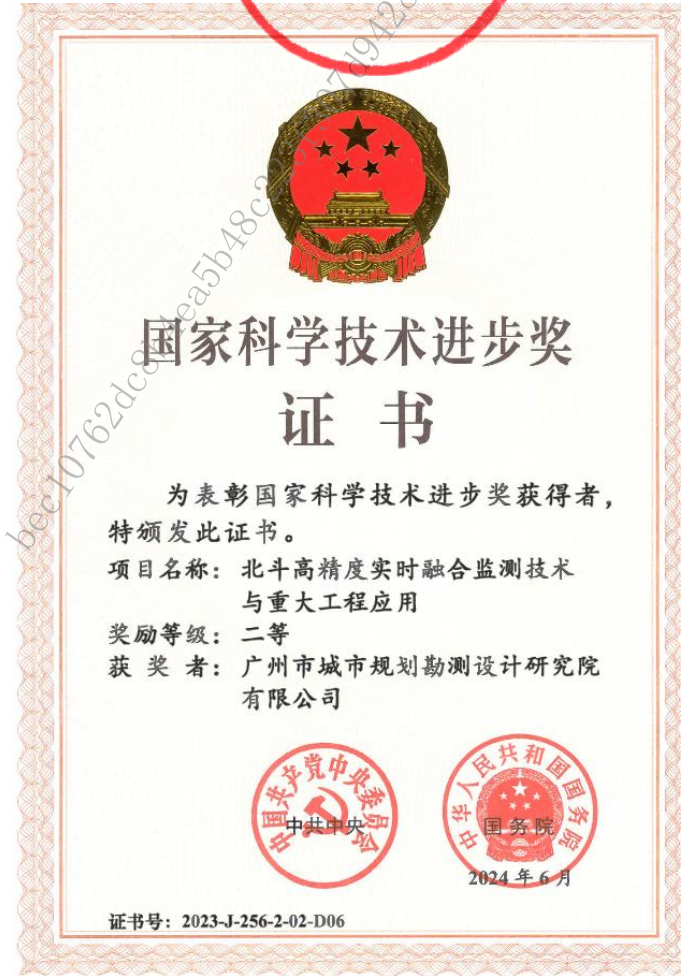 国家科学技术进步奖
证书
为表彰国家科学技术进步奖获得者，
特颁发此证书。
项目名称：北斗高精度实时融合监测技术
与重大工程应用
奖励等级：二等
获奖者：广州市城市规划勘测设计研究院
有限公司
中国共产党中央委员会
中共中央
中华人民共和国国务院
国务院
2024年6月
证书号：2023-J-256-2-02-D06